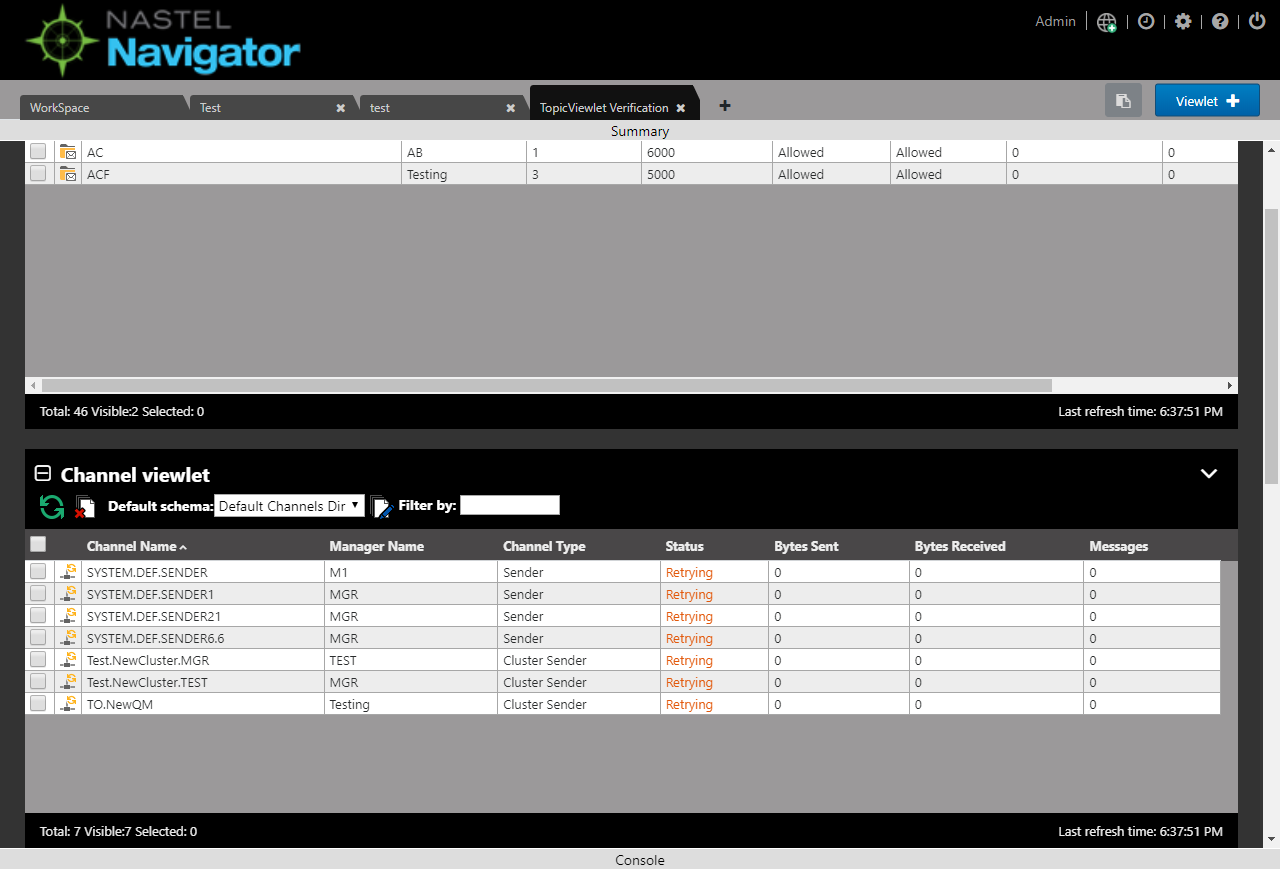 NASTEL
Navigator
Admin
WorkSpace Test test TopicViewlet Verification Viewlet
Summary
AC AB 1 6000 Allowed Allowed 0 0
ACF Testing 3 5000 Allowed Allowed 0 0
Total: 46 Visible:2 Selected: 0 Last refresh time: 6:37:51 PM
Channel viewlet
Default schema: Default Channels Dir Filter by:
Channel Name Manager Name Channel Type Status Bytes Sent Bytes Received Messages
SYSTEM.DEF.SENDER M1 Sender Retrying 0 0 0
SYSTEM.DEF.SENDER1 MGR Sender Retrying 0 0 0
SYSTEM.DEF.SENDER21 MGR Sender Retrying 0 0 0
SYSTEM.DEF.SENDER6.6 MGR Sender Retrying 0 0 0
Test.NewCluster.MGR TEST Cluster Sender Retrying 0 0 0
Test.NewCluster.TEST MGR Cluster Sender Retrying 0 0 0
TO.NewQM Testing Cluster Sender Retrying 0 0 0
Total: 7 Visible:7 Selected: 0 Last refresh time: 6:37:51 PM
Console